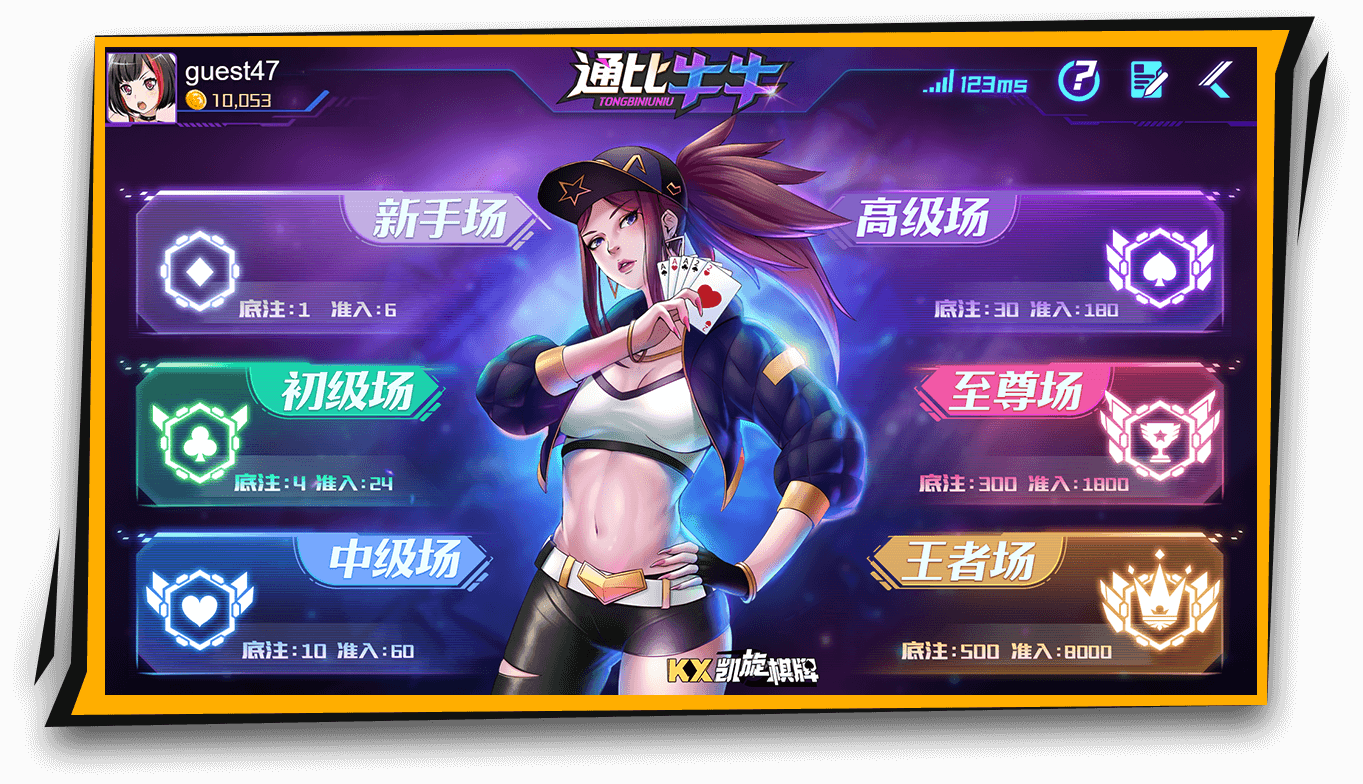 guest47
10,053
通比牛牛
TONGBINIUNIU
123ms
?
新手场
底注:1 准入:6
高级场
底注:30 准入:180
初级场
底注:4 准入:24
至尊场
底注:300 准入:1800
中级场
底注:10 准入:60
王者场
底注:500 准入:8000
A A A 2 2
2
KX凯旋棋牌